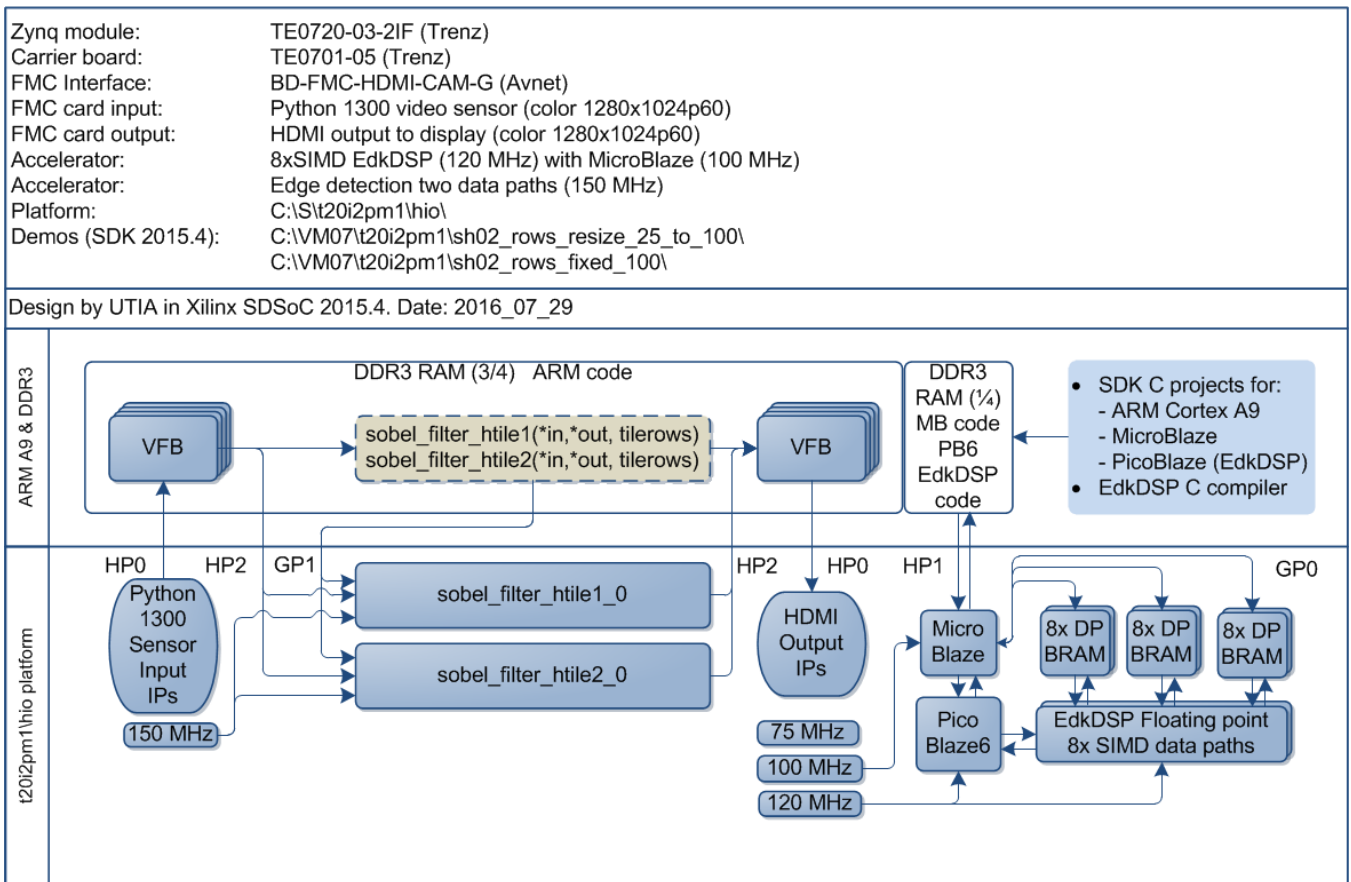 Zynq module: TE0720-03-2IF (Trenz)
Carrier board: TE0701-05 (Trenz)
FMC Interface: BD-FMC-HDMI-CAM-G (Avnet)
FMC card input: Python 1300 video sensor (color 1280x1024p60)
FMC card output: HDMI output to display (color 1280x1024p60)
Accelerator: 8xSIMD EdkDSP (120 MHz) with MicroBlaze (100 MHz)
Accelerator: Edge detection two data paths (150 MHz)
Platform: C:\S\t20i2pm1\hio\
Demos (SDK 2015.4): C:\VM07\t20i2pm1\sh02_rows_resize_25_to_100\
C:\VM07\t20i2pm1\sh02_rows_fixed_100\
Design by UTIA in Xilinx SDSoC 2015.4. Date: 2016_07_29
ARM A9 & DDR3
DDR3 RAM (3/4) ARM code
VFB
sobel_filter_htile1(*in,*out, tilerows)
sobel_filter_htile2(*in,*out, tilerows)
VFB
DDR3
RAM (¼)
MB code
PB6
EdkDSP
code
• SDK C projects for:
- ARM Cortex A9
- MicroBlaze
- PicoBlaze (EdkDSP)
• EdkDSP C compiler
t20i2pm1\hio platform
HP0
HP2
GP1
HP2
HP0
HP1
GP0
Python
1300
Sensor
Input
IPs
150 MHz
sobel_filter_htile1_0
sobel_filter_htile2_0
HDMI
Output
IPs
75 MHz
100 MHz
120 MHz
Micro
Blaze
Pico
Blaze6
8x DP
BRAM
8x DP
BRAM
8x DP
BRAM
EdkDSP Floating point
8x SIMD data paths